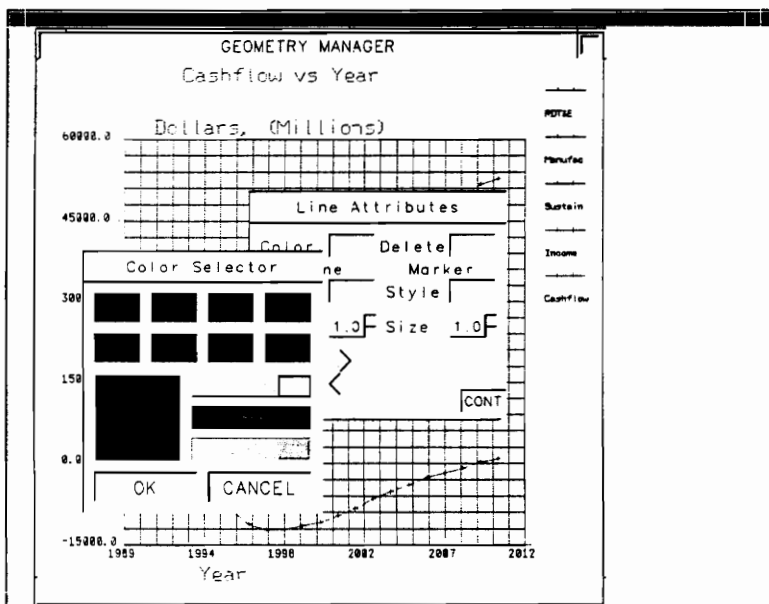 GEOMETRY MANAGER
Cashflow vs Year
Dollars, (Millions)
60000.0
45000.0
300
150
0.0
-15000.0
1989 1994 1998 2002 2007 2012
Year
RDT&E
Manufac
Sustain
Income
Cashflow
Line Attributes
Color Delete
ne Marker
Style
1.0 Size 1.0
CONT
Color Selector
OK CANCEL